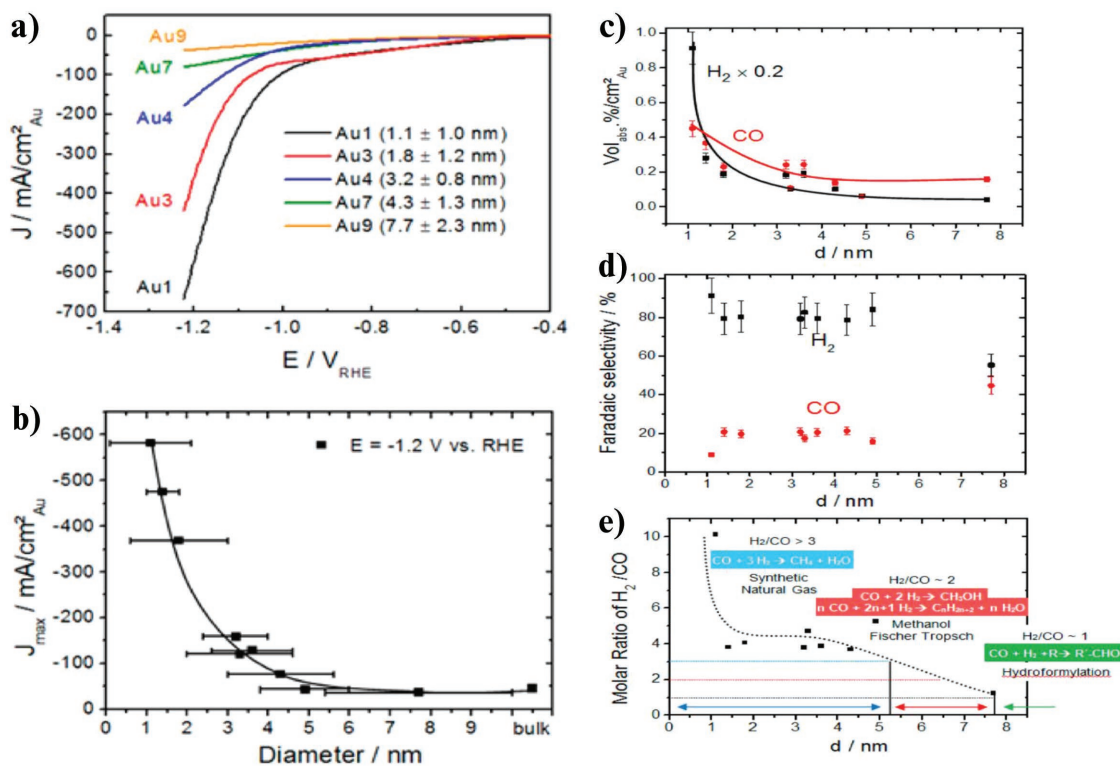 a)
0
-100
-200
-300
-400
-500
-600
-700
J / mA/cm²Au
Au9
Au7
Au4
Au3
Au1
Au1 (1.1 ± 1.0 nm)
Au3 (1.8 ± 1.2 nm)
Au4 (3.2 ± 0.8 nm)
Au7 (4.3 ± 1.3 nm)
Au9 (7.7 ± 2.3 nm)
-1.4 -1.2 -1.0 -0.8 -0.6 -0.4
E / VRHE
b)
-600
-500
-400
-300
-200
-100
0
Jmax / mA/cm²Au
E = -1.2 V vs. RHE
0 1 2 3 4 5 6 7 8 9 bulk
Diameter / nm
c)
1.0
0.8
0.6
0.4
0.2
0.0
Volabs. %/cm²Au
H₂ × 0.2
CO
1 2 3 4 5 6 7 8
d / nm
d)
100
80
60
40
20
0
Faradaic selectivity / %
H₂
CO
0 1 2 3 4 5 6 7 8
d / nm
e)
10
8
6
4
2
0
Molar Ratio of H₂/CO
H₂/CO > 3
CO + 3 H₂ → CH₄ + H₂O
Synthetic
Natural Gas
H₂/CO ~ 2
CO + 2 H₂ → CH₃OH
n CO + 2n+1 H₂ → CₙH₂ₙ₊₂ + n H₂O
Methanol
Fischer Tropsch
H₂/CO ~ 1
CO + H₂ +R→ R´-CHO
Hydroformylation
0 1 2 3 4 5 6 7 8
d / nm